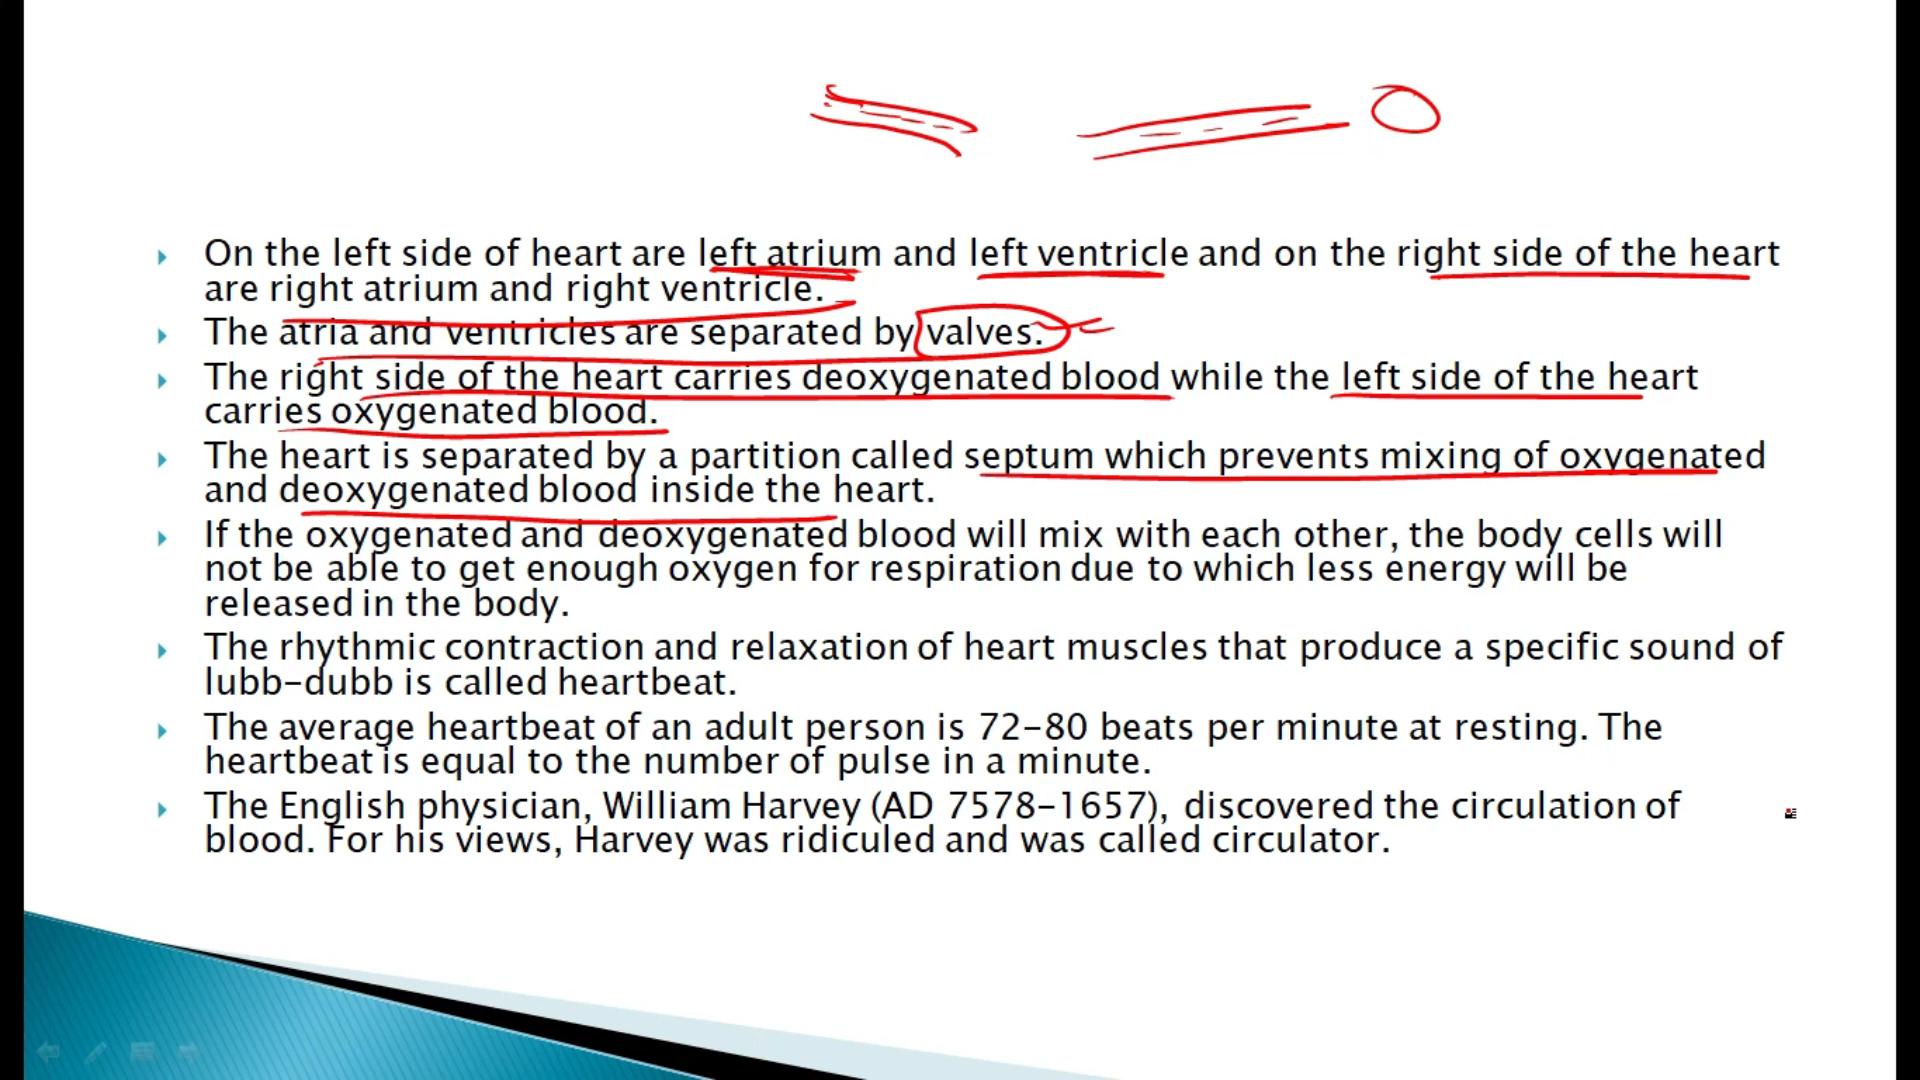 On the left side of heart are left atrium and left ventricle and on the right side of the heart
are right atrium and right ventricle.
The atria and ventricles are separated by valves.
The right side of the heart carries deoxygenated blood while the left side of the heart
carries oxygenated blood.
The heart is separated by a partition called septum which prevents mixing of oxygenated
and deoxygenated blood inside the heart.
If the oxygenated and deoxygenated blood will mix with each other, the body cells will
not be able to get enough oxygen for respiration due to which less energy will be
released in the body.
The rhythmic contraction and relaxation of heart muscles that produce a specific sound of
lubb-dubb is called heartbeat.
The average heartbeat of an adult person is 72-80 beats per minute at resting. The
heartbeat is equal to the number of pulse in a minute.
The English physician, William Harvey (AD 7578-1657), discovered the circulation of
blood. For his views, Harvey was ridiculed and was called circulator.